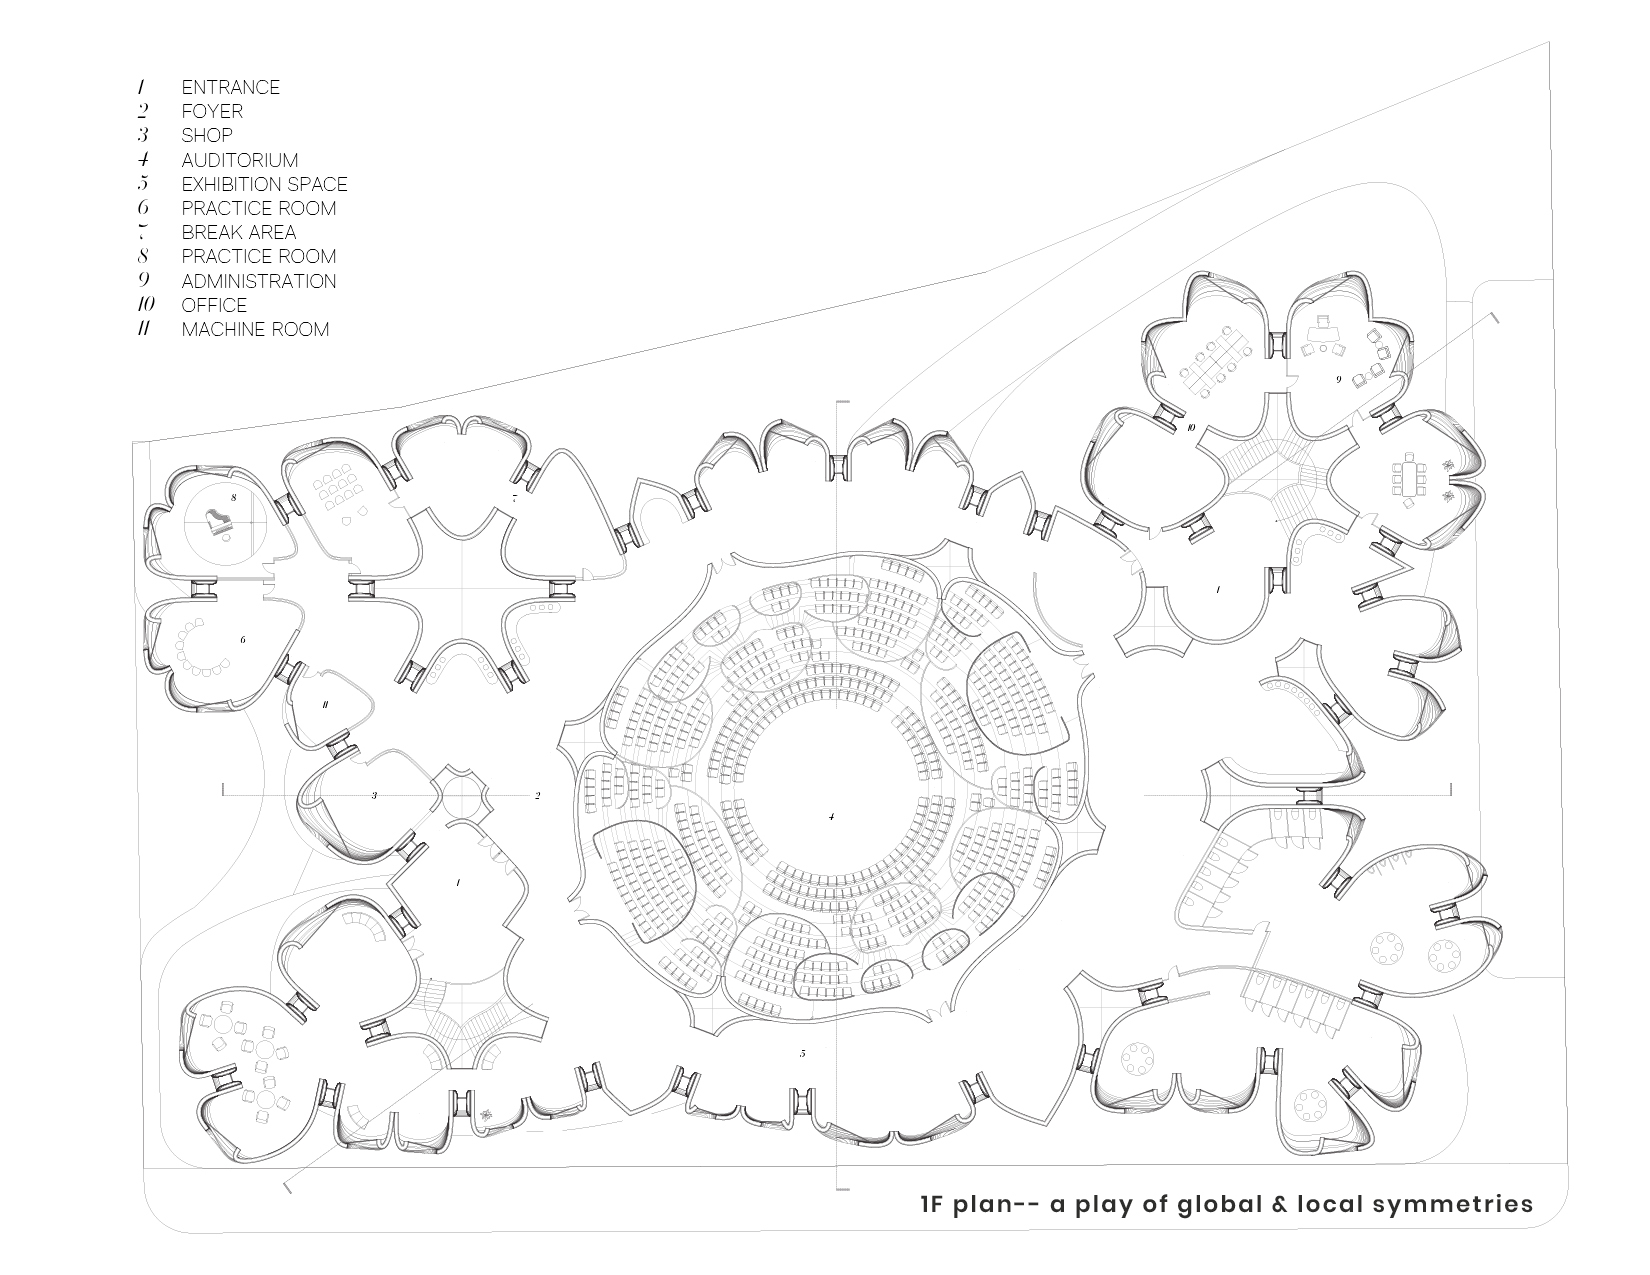 1 ENTRANCE
2 FOYER
3 SHOP
4 AUDITORIUM
5 EXHIBITION SPACE
6 PRACTICE ROOM
7 BREAK AREA
8 PRACTICE ROOM
9 ADMINISTRATION
10 OFFICE
11 MACHINE ROOM
9
10
8
7
1
6
11
3
2
4
1
5
1F plan-- a play of global & local symmetries